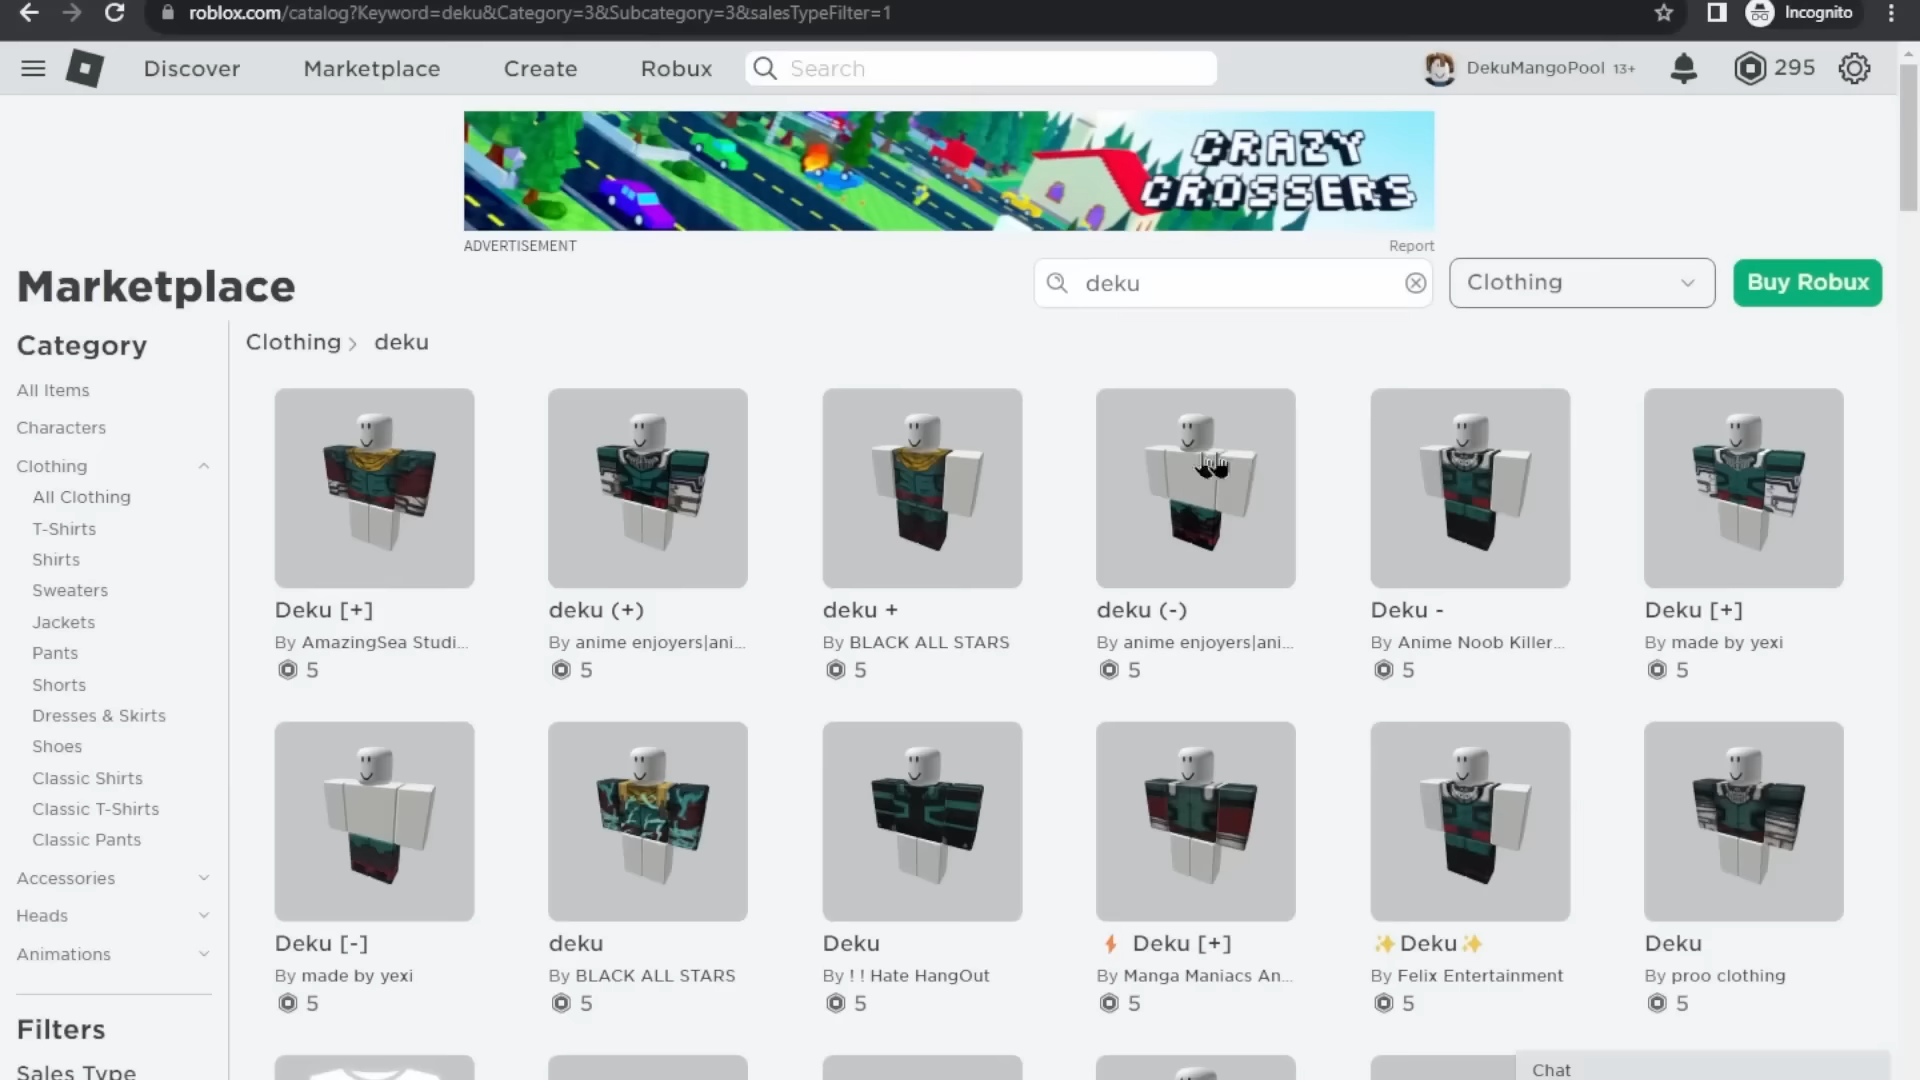 roblox.com/catalog?Keyword=deku&Category=3&Subcategory=3&salesTypeFilter=1
Incognito
Discover
Marketplace
Create
Robux
Search
DekuMangoPool 13+
295
CRAZY
CROSSERS
ADVERTISEMENT
Report
Marketplace
deku
Clothing
Buy Robux
Category
Clothing
deku
All Items
Characters
Clothing
All Clothing
T-Shirts
Shirts
Sweaters
Jackets
Pants
Shorts
Dresses & Skirts
Shoes
Classic Shirts
Classic T-Shirts
Classic Pants
Accessories
Heads
Animations
Filters
Sales Type
Deku [+]
By AmazingSea Studi...
5
deku (+)
By anime enjoyers|ani...
5
deku +
By BLACK ALL STARS
5
deku (-)
By anime enjoyers|ani...
5
Deku -
By Anime Noob Killer...
5
Deku [+]
By made by yexi
5
Deku [-]
By made by yexi
5
deku
By BLACK ALL STARS
5
Deku
By ! ! Hate HangOut
5
⚡ Deku [+]
By Manga Maniacs An...
5
✨Deku✨
By Felix Entertainment
5
Deku
By proo clothing
5
Chat